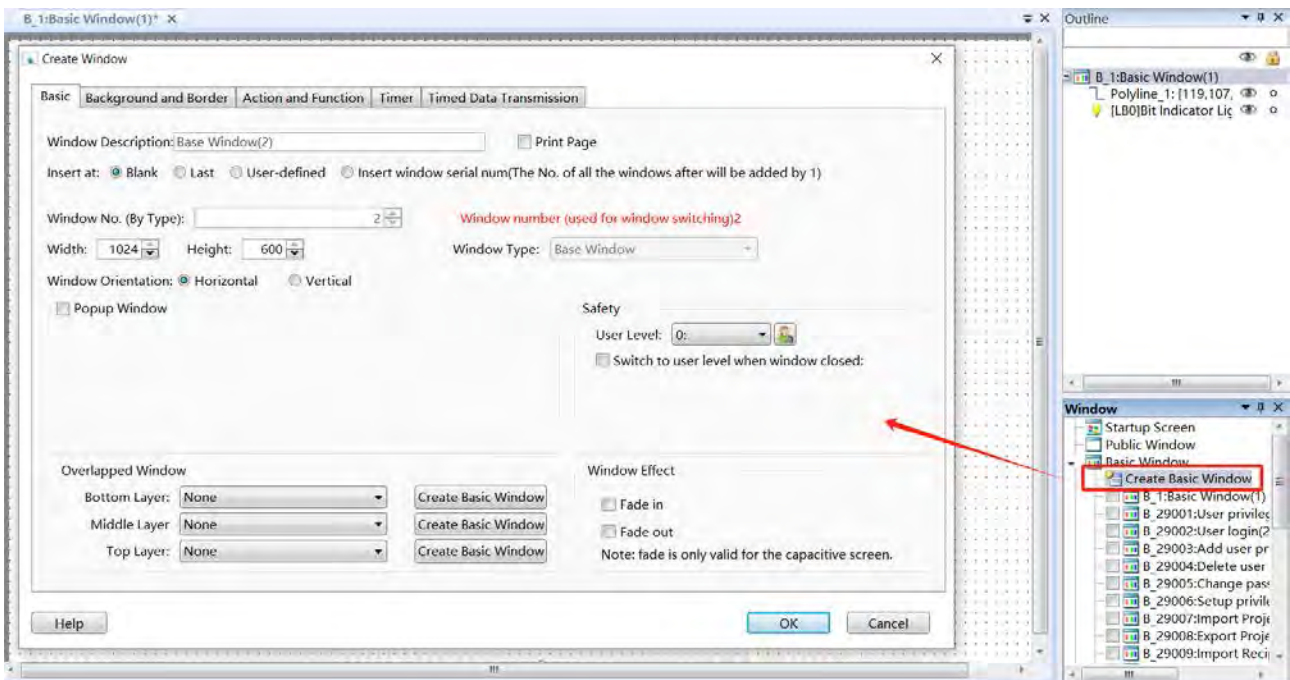 B_1:Basic Window(1)*
Create Window
Basic
Background and Border
Action and Function
Timer
Timed Data Transmission
Window Description: Base Window(2)
Print Page
Insert at: Blank Last User-defined Insert window serial num(The No. of all the windows after will be added by 1)
Window No. (By Type): 2
Window number (used for window switching)2
Width: 1024 Height: 600
Window Type: Base Window
Window Orientation: Horizontal Vertical
Popup Window
Safety
User Level: 0:
Switch to user level when window closed:
Overlapped Window
Bottom Layer: None Create Basic Window
Middle Layer None Create Basic Window
Top Layer: None Create Basic Window
Window Effect
Fade in
Fade out
Note: fade is only valid for the capacitive screen.
Help
OK
Cancel
Outline
B_1:Basic Window(1)
Polyline_1: [119,107,
[LB0]Bit Indicator Lig
Window
Startup Screen
Public Window
Basic Window
Create Basic Window
B_1:Basic Window(1)
B_29001:User privileg
B_29002:User login(2
B_29003:Add user pr
B_29004:Delete user
B_29005:Change pass
B_29006:Setup privile
B_29007:Import Proje
B_29008:Export Proje
B_29009:Import Recip